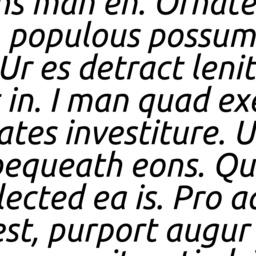 man en. Ornate
populous possum
Ur es detract lenit
in. I man quad exe
ates investiture. U
bequeath eons. Qu
lected ea is. Pro ad
est, purport augur